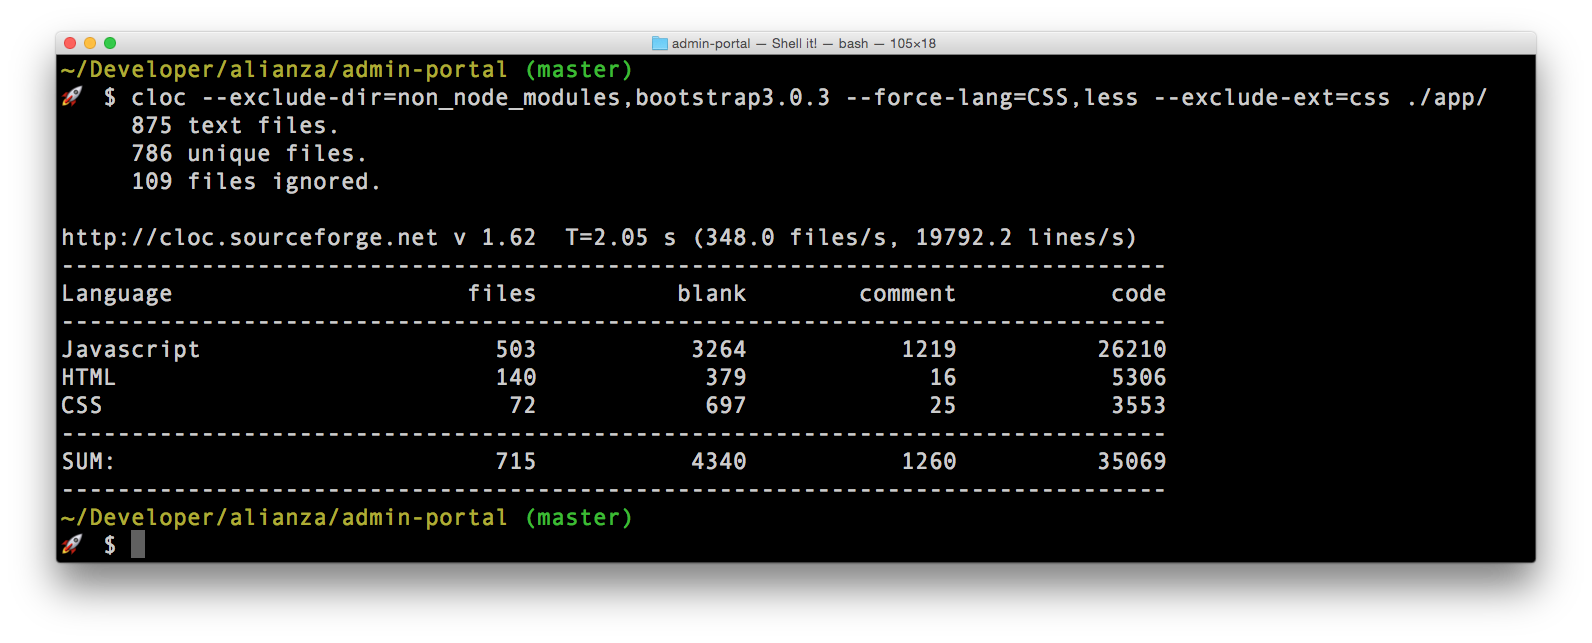 admin-portal — Shell it! — bash — 105×18
~/Developer/alianza/admin-portal (master)
🚀 $ cloc --exclude-dir=non_node_modules,bootstrap3.0.3 --force-lang=CSS,less --exclude-ext=css ./app/
875 text files.
786 unique files.
109 files ignored.
http://cloc.sourceforge.net v 1.62 T=2.05 s (348.0 files/s, 19792.2 lines/s)
-------------------------------------------------------------------------------
Language files blank comment code
-------------------------------------------------------------------------------
Javascript 503 3264 1219 26210
HTML 140 379 16 5306
CSS 72 697 25 3553
-------------------------------------------------------------------------------
SUM: 715 4340 1260 35069
-------------------------------------------------------------------------------
~/Developer/alianza/admin-portal (master)
🚀 $